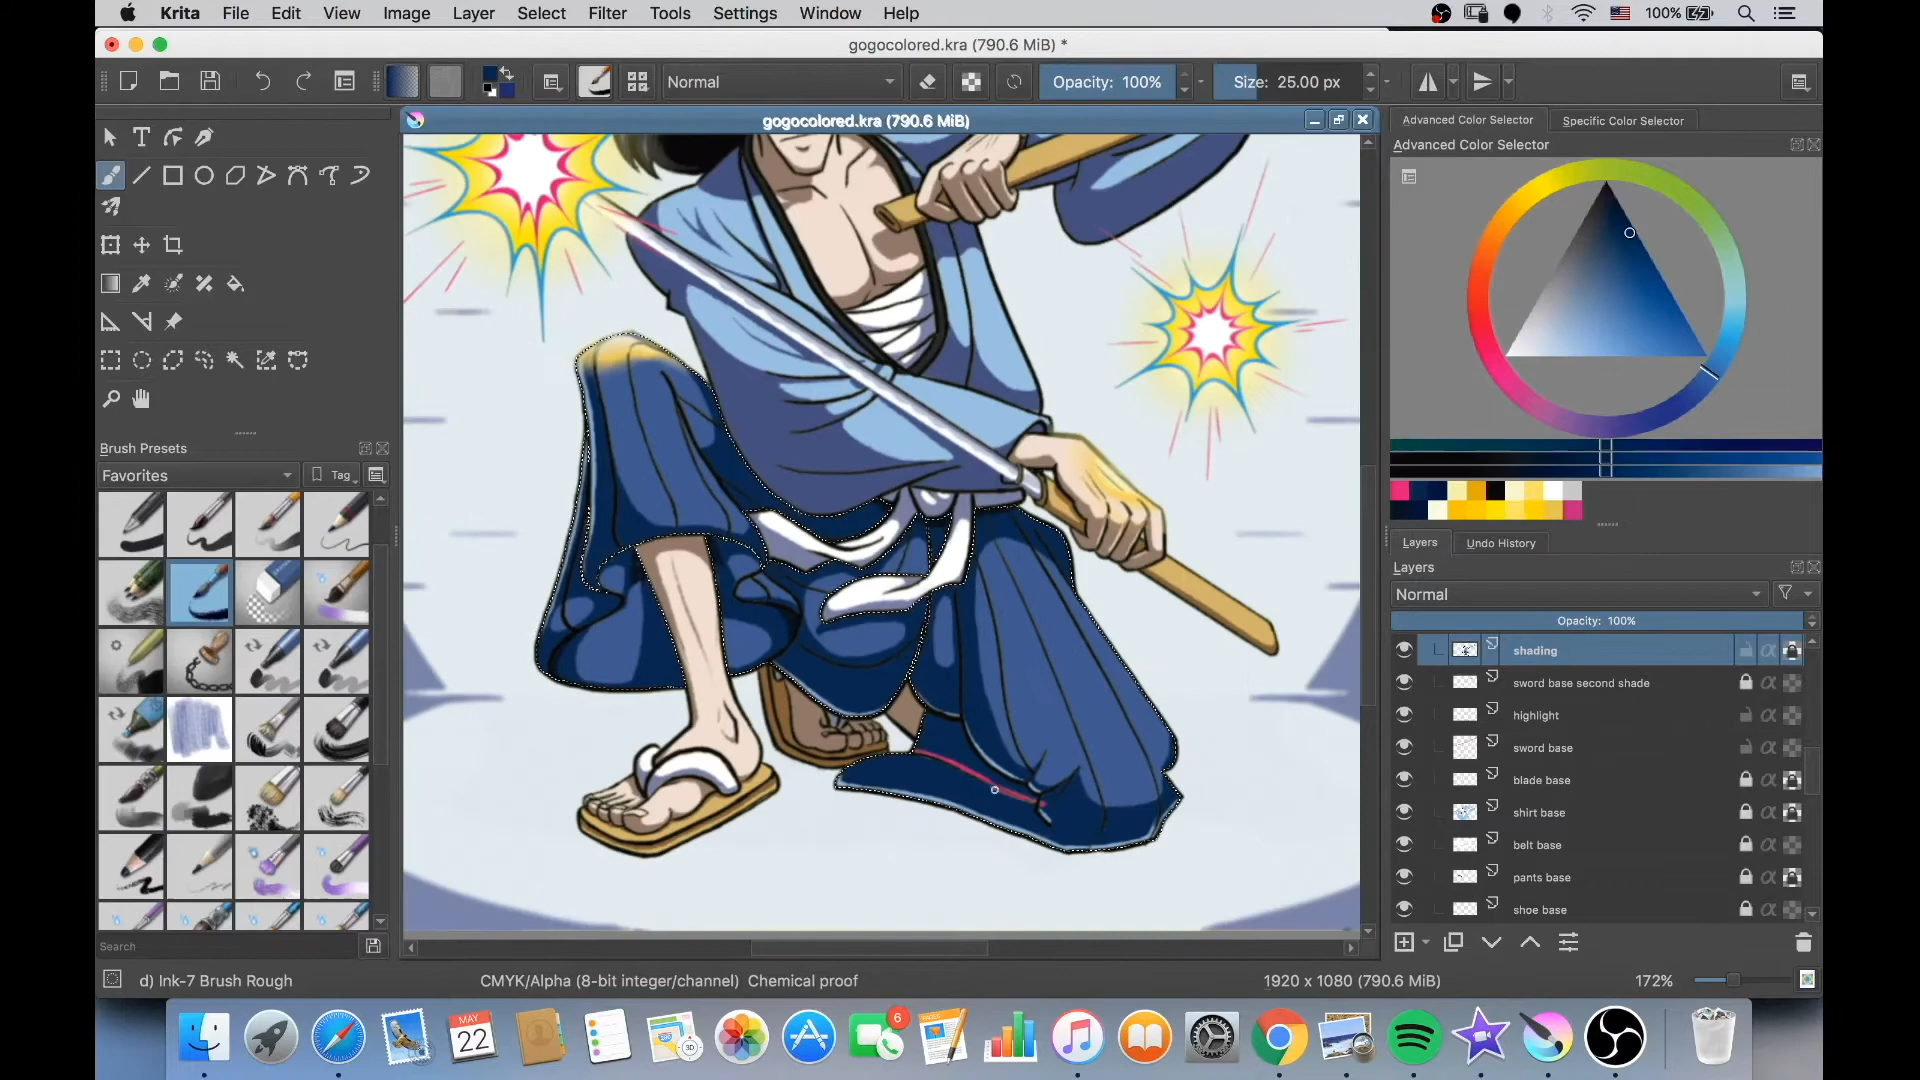 Krita File Edit View Image Layer Select Filter Tools Settings Window Help 100%
gogocolored.kra (790.6 MiB) *
Normal Opacity: 100% Size: 25.00 px
gogocolored.kra (790.6 MiB)
Advanced Color Selector Specific Color Selector
Advanced Color Selector
Brush Presets
Favorites Tag
Layers Undo History
Layers
Normal
Opacity: 100%
shading
sword base second shade
highlight
sword base
blade base
shirt base
belt base
pants base
shoe base
Search
d) Ink-7 Brush Rough CMYK/Alpha (8-bit integer/channel) Chemical proof 1920 x 1080 (790.6 MiB) 172%
MAY
22
3D
6